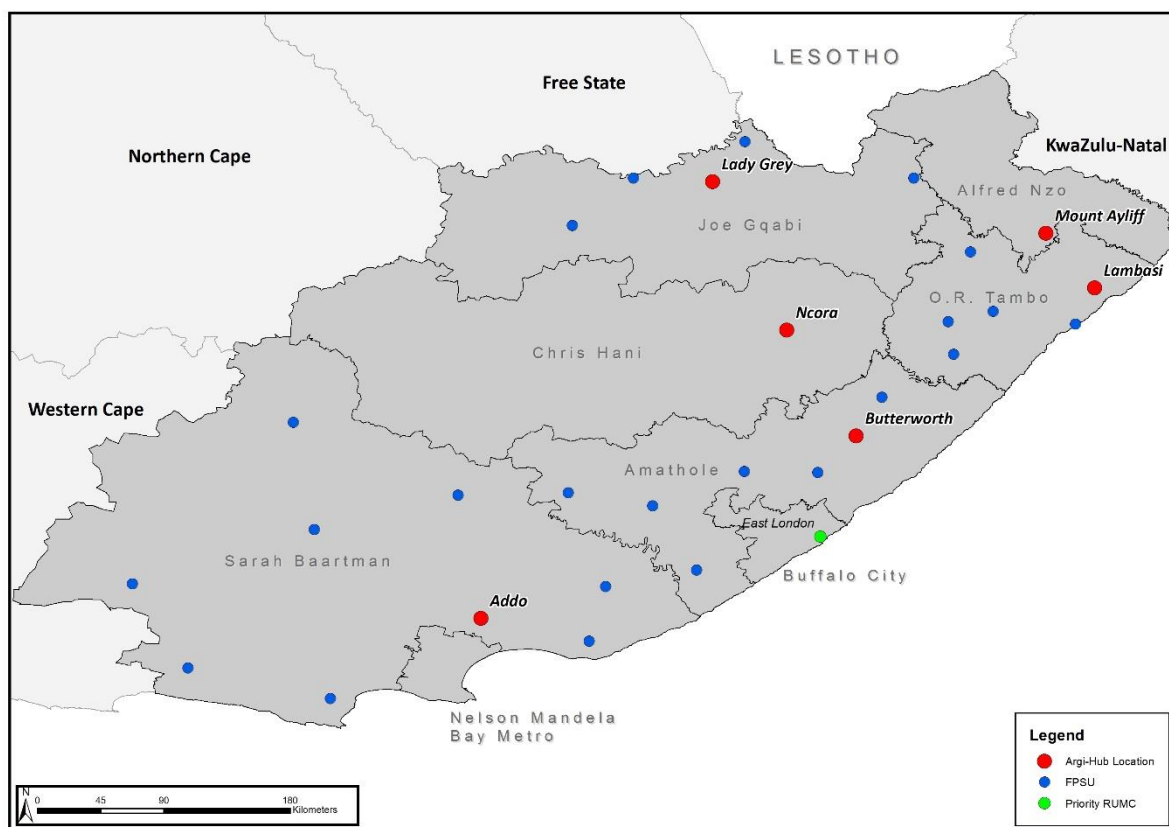 LESOTHO
Free State
Northern Cape
KwaZulu-Natal
Lady Grey
Alfred Nzo
Joe Gqabi
Mount Ayliff
Lambasi
O.R. Tambo
Ncora
Chris Hani
Western Cape
Butterworth
Amathole
East London
Sarah Baartman
Buffalo City
Addo
Nelson Mandela
Bay Metro
Legend
Argi-Hub Location
FPSU
Priority RUMC
N
0 45 90 180
Kilometers